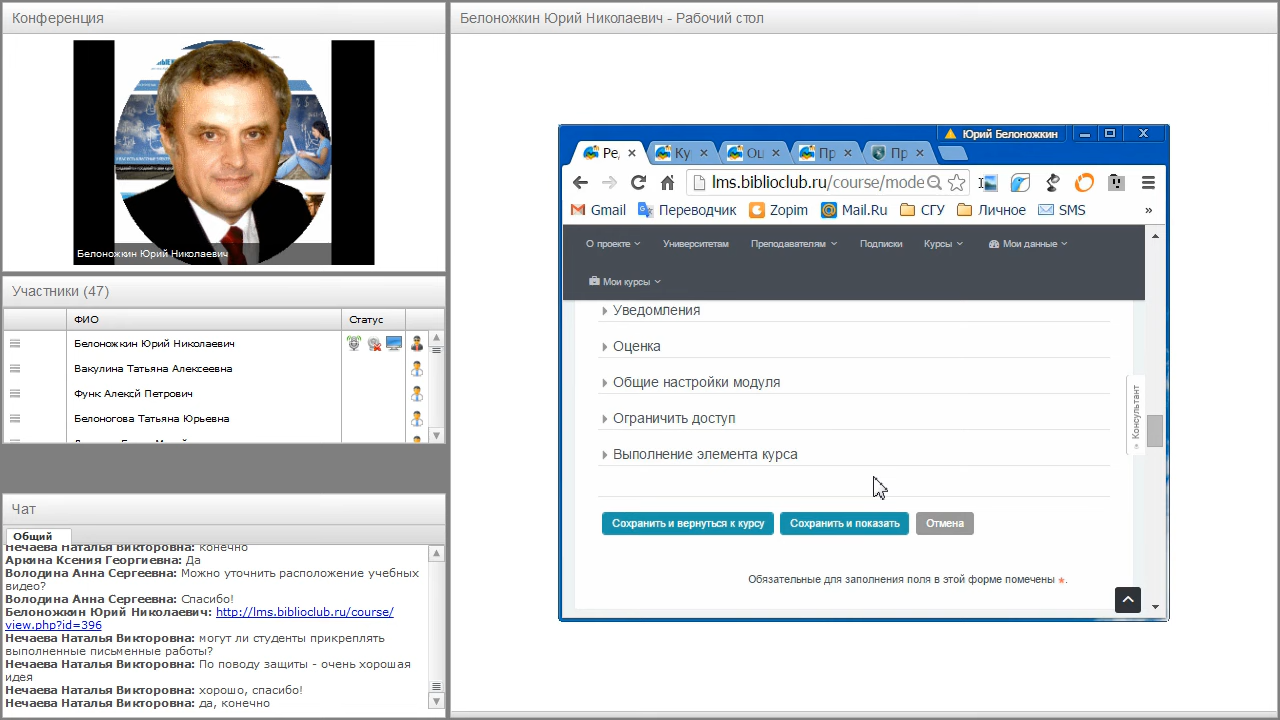 Конференция
Белоножкин Юрий Николаевич
Участники (47)
ФИО
Статус
Белоножкин Юрий Николаевич
Вакулина Татьяна Алексеевна
Функ Алексй Петрович
Белоногова Татьяна Юрьевна
Чат
Общий
Нечаева Наталья Викторовна: конечно
Аркина Ксения Георгиевна: Да
Володина Анна Сергеевна: Можно уточнить расположение учебных
видео?
Володина Анна Сергеевна: Спасибо!
Белоножкин Юрий Николаевич: http://lms.biblioclub.ru/course/
view.php?id=396
Нечаева Наталья Викторовна: могут ли студенты прикреплять
выполненные письменные работы?
Нечаева Наталья Викторовна: По поводу защиты - очень хорошая
идея
Нечаева Наталья Викторовна: хорошо, спасибо!
Нечаева Наталья Викторовна: да, конечно
Белоножкин Юрий Николаевич - Рабочий стол
Юрий Белоножкин
Ре, Ку Оц Пр Пр
lms.biblioclub.ru/course/mode
Gmail Переводчик Zopim Mail.Ru СГУ Личное SMS »
О проекте Университетам Преподавателям Подписки Курсы Мои данные
Мои курсы
Уведомления
Оценка
Общие настройки модуля
Ограничить доступ
Выполнение элемента курса
Консультант
Сохранить и вернуться к курсу Сохранить и показать Отмена
Обязательные для заполнения поля в этой форме помечены *.